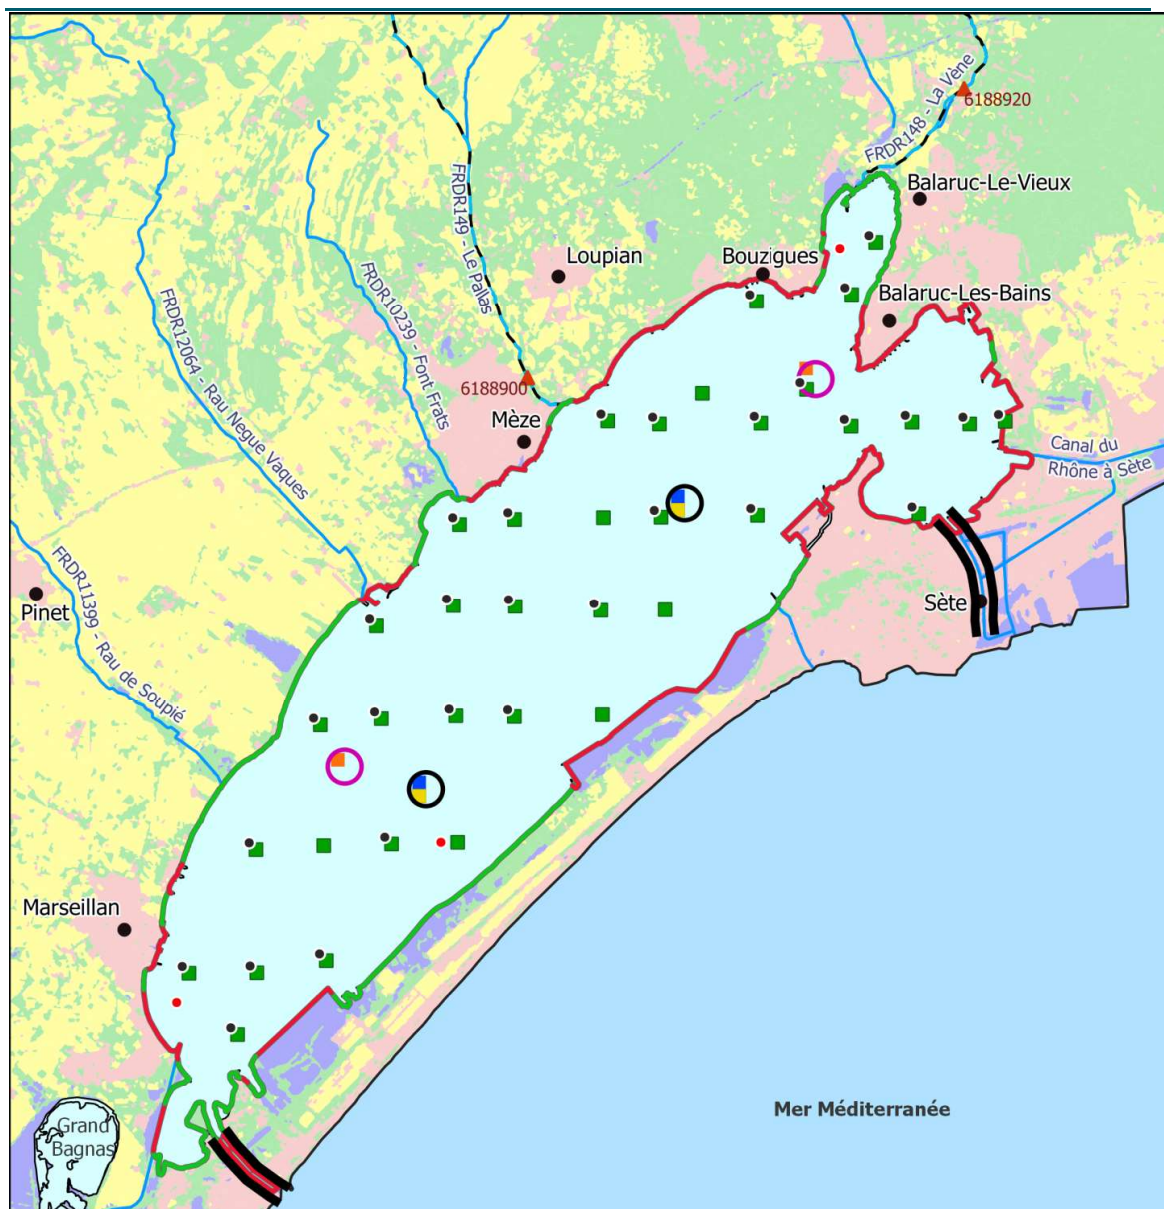 FRDR148 - La Vène
6188920
Balaruc-Le-Vieux
FRDR149 - Le Pallas
Loupian
Bouzigues
FRDR10239 - Font Frats
Balaruc-Les-Bains
FRDR12064 - Rau Negue Vaques
6188900
Mèze
Canal du
Rhône à Sète
FRDR11399 - Rau de Soupié
Pinet
Sète
Marseillan
Mer Méditerranée
Grand
Bagnas